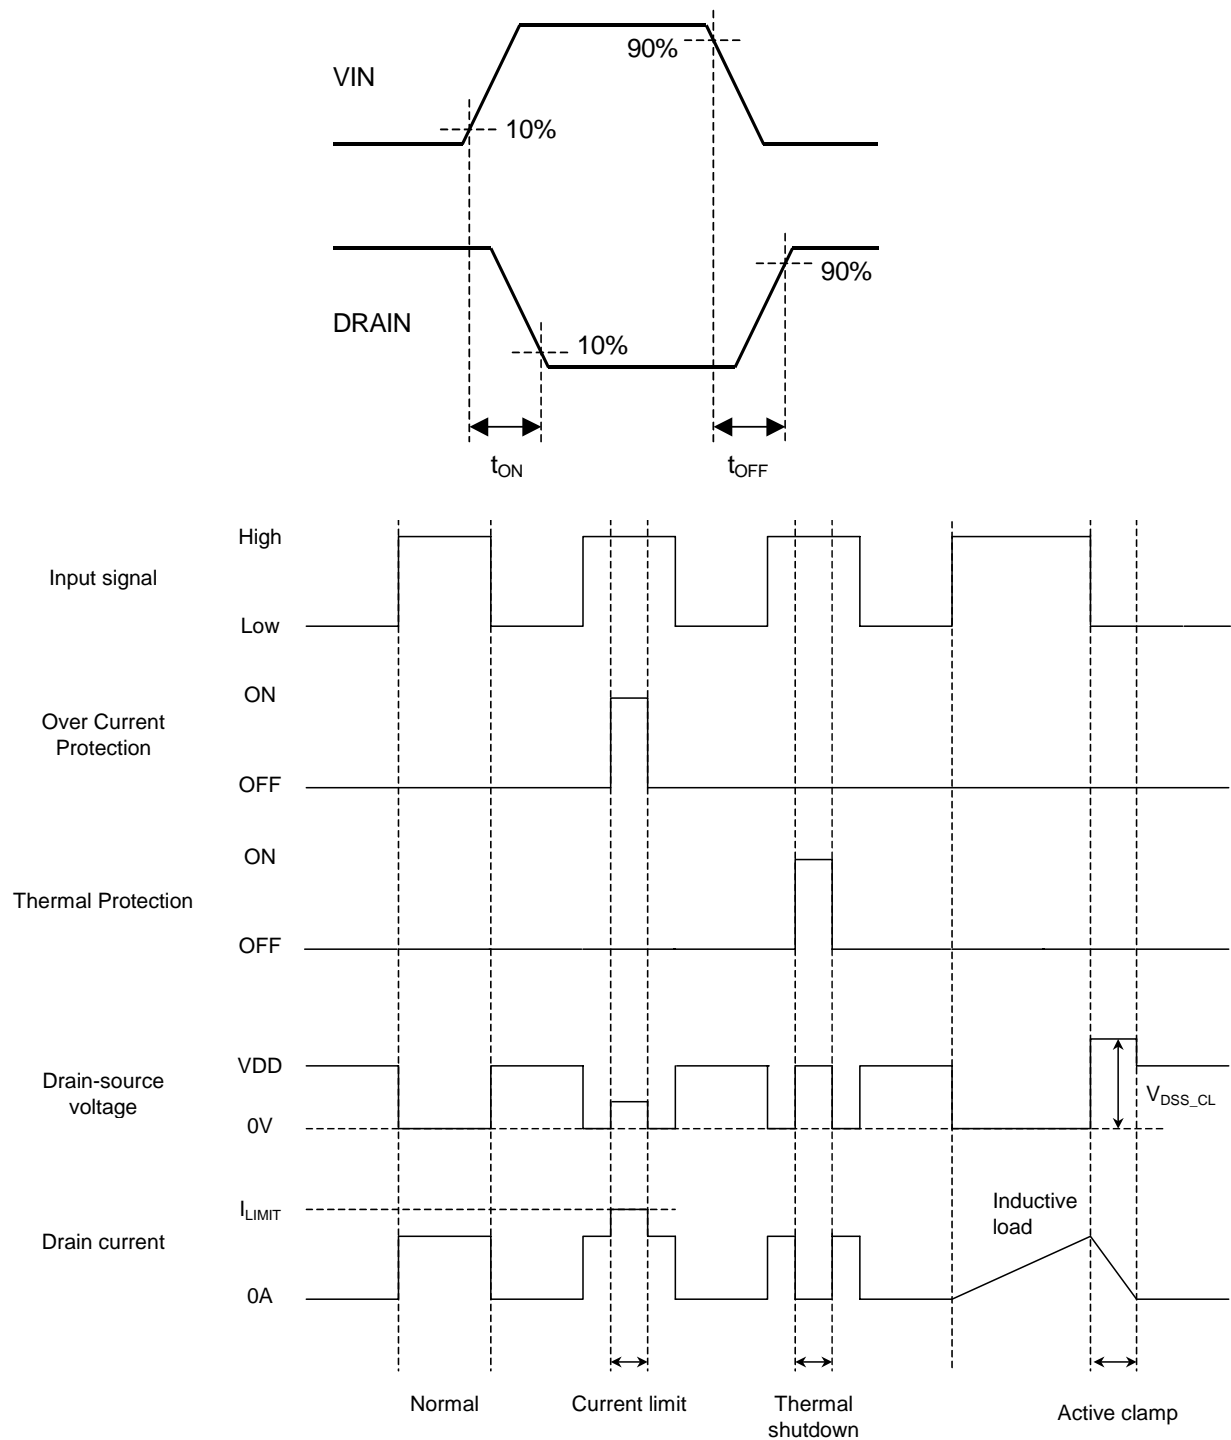 VIN
90%
10%
DRAIN
90%
10%
tON
tOFF
High
Input signal
Low
ON
Over Current
Protection
OFF
ON
Thermal Protection
OFF
VDD
Drain-source
voltage
VDSS_CL
0V
ILIMIT
Inductive
load
Drain current
0A
Normal
Current limit
Thermal
shutdown
Active clamp